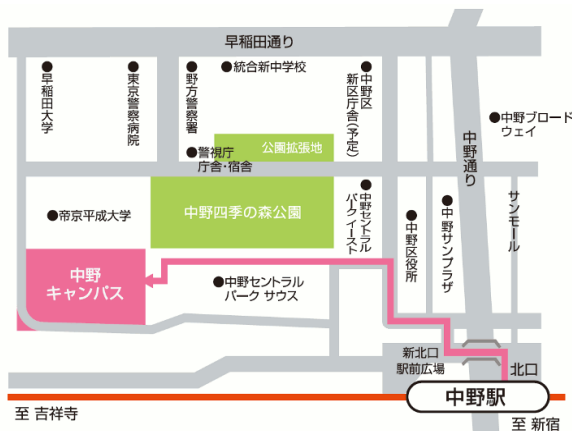 早稲田通り
●早稲田大学
●東京警察病院
●野方警察署
●統合新中学校
●中野区
新区庁舎(予定)
中野通り
●中野ブロード
ウェイ
公園拡張地
●警視庁
庁舎・宿舎
中野四季の森公園
●帝京平成大学
●中野セントラル
パーク イースト
●中野区役所
●中野サンプラザ
サンモール
中野
キャンパス
●中野セントラル
パーク サウス
新北口
駅前広場
北口
中野駅
至 吉祥寺
至 新宿